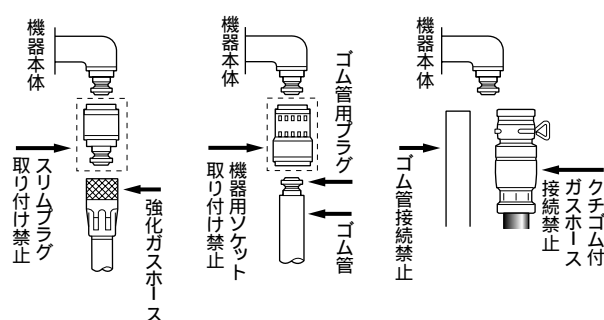 機器本体
スリムプラグ
取り付け禁止
強化ガスホース
機器本体
ゴム管用プラグ
機器用ソケット
取り付け禁止
ゴム管
機器本体
ゴム管接続禁止
クチゴム付
ガスホース
接続禁止